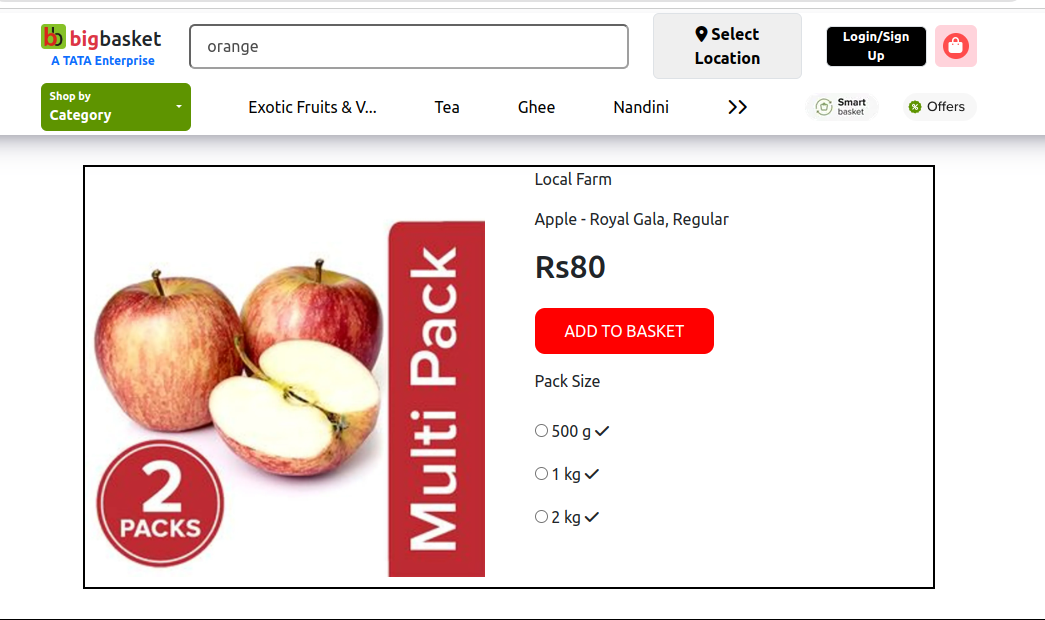 bb bigbasket
A TATA Enterprise
orange
Select
Location
Login/Sign
Up
Shop by
Category
Exotic Fruits & V...
Tea
Ghee
Nandini
Smart
basket
% Offers
Local Farm
Apple - Royal Gala, Regular
Rs80
ADD TO BASKET
Pack Size
500 g
1 kg
2 kg
Multi Pack
2
PACKS